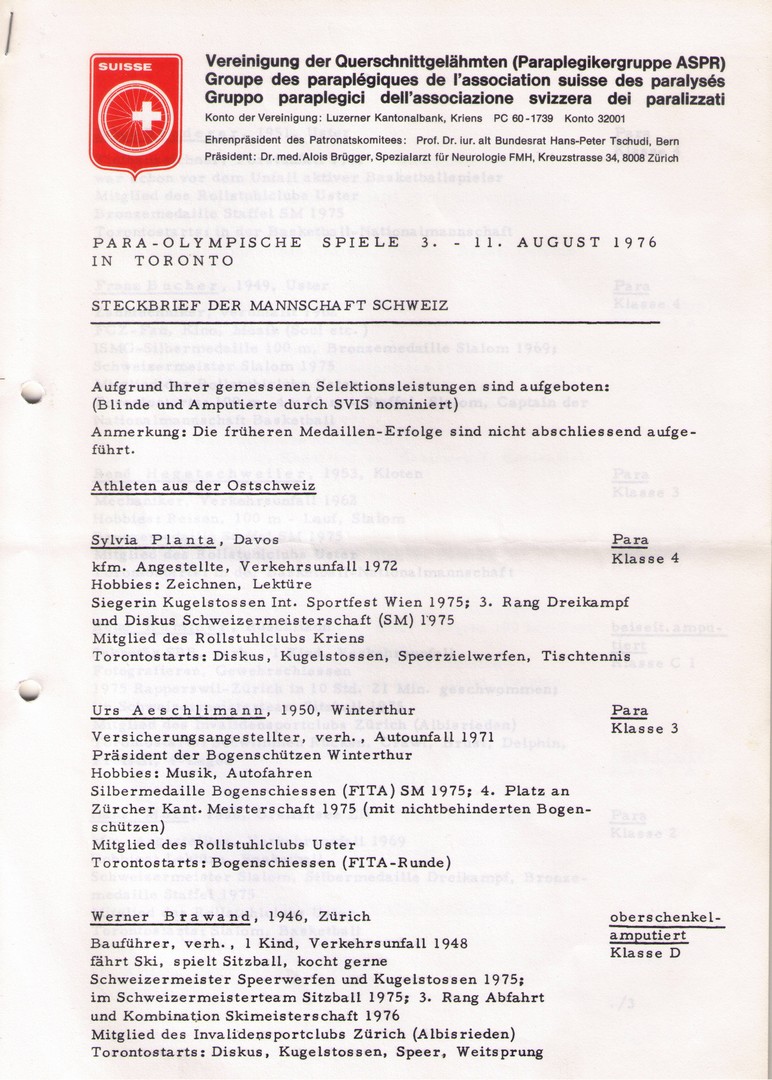 SUISSE
Vereinigung der Querschnittgelähmten (Paraplegikergruppe ASPR)
Groupe des paraplégiques de l'association suisse des paralysés
Gruppo paraplegici dell'associazione svizzera dei paralizzati
Konto der Vereinigung: Luzerner Kantonalbank, Kriens PC 60-1739 Konto 32001
Ehrenpräsident des Patronatskomitees: Prof. Dr. iur. alt Bundesrat Hans-Peter Tschudi, Bern
Präsident: Dr. med. Alois Brügger, Spezialarzt für Neurologie FMH, Kreuzstrasse 34, 8008 Zürich
PARA-OLYMPISCHE SPIELE 3. - 11. AUGUST 1976
IN TORONTO
STECKBRIEF DER MANNSCHAFT SCHWEIZ
Aufgrund Ihrer gemessenen Selektionsleistungen sind aufgeboten:
(Blinde und Amputierte durch SVIS nominiert)
Anmerkung: Die früheren Medaillen-Erfolge sind nicht abschliessend aufge-
führt.
Athleten aus der Ostschweiz
Sylvia Planta, Davos Para
kfm. Angestellte, Verkehrsunfall 1972 Klasse 4
Hobbies: Zeichnen, Lektüre
Siegerin Kugelstossen Int. Sportfest Wien 1975; 3. Rang Dreikampf
und Diskus Schweizermeisterschaft (SM) 1975
Mitglied des Rollstuhlclubs Kriens
Torontostarts: Diskus, Kugelstossen, Speerzielwerfen, Tischtennis
Urs Aeschlimann, 1950, Winterthur Para
Versicherungsangestellter, verh., Autounfall 1971 Klasse 3
Präsident der Bogenschützen Winterthur
Hobbies: Musik, Autofahren
Silbermedaille Bogenschiessen (FITA) SM 1975; 4. Platz an
Zürcher Kant. Meisterschaft 1975 (mit nichtbehinderten Bogen-
schützen)
Mitglied des Rollstuhlclubs Uster
Torontostarts: Bogenschiessen (FITA-Runde)
Werner Brawand, 1946, Zürich oberschenkel-
amputiert
Bauführer, verh., 1 Kind, Verkehrsunfall 1948 Klasse D
fährt Ski, spielt Sitzball, kocht gerne
Schweizermeister Speerwerfen und Kugelstossen 1975;
im Schweizermeisterteam Sitzball 1975; 3. Rang Abfahrt
und Kombination Skimeisterschaft 1976
Mitglied des Invalidensportclubs Zürich (Albisrieden)
Torontostarts: Diskus, Kugelstossen, Speer, Weitsprung